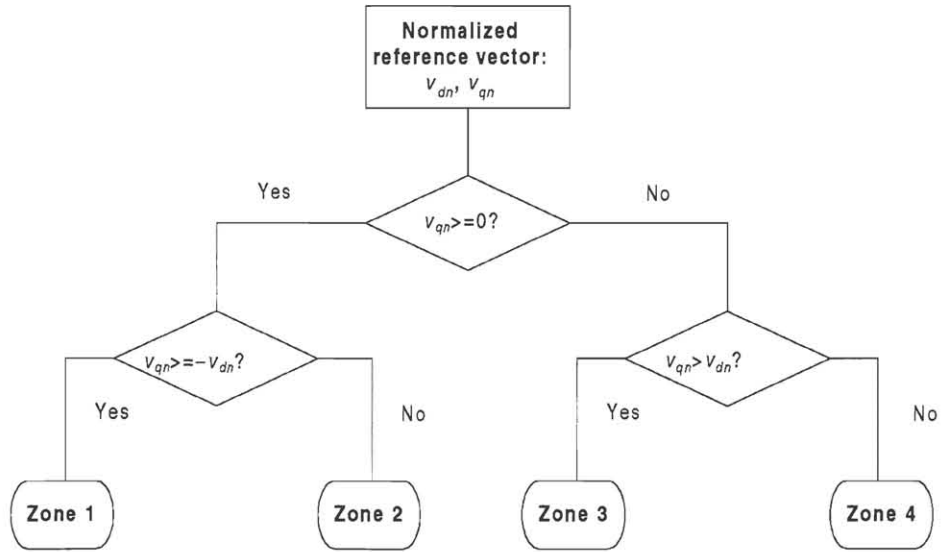 Normalized
reference vector:
v_dn, v_qn
Yes
No
v_qn>=0?
v_qn>=−v_dn?
v_qn>v_dn?
Yes
No
Yes
No
Zone 1
Zone 2
Zone 3
Zone 4